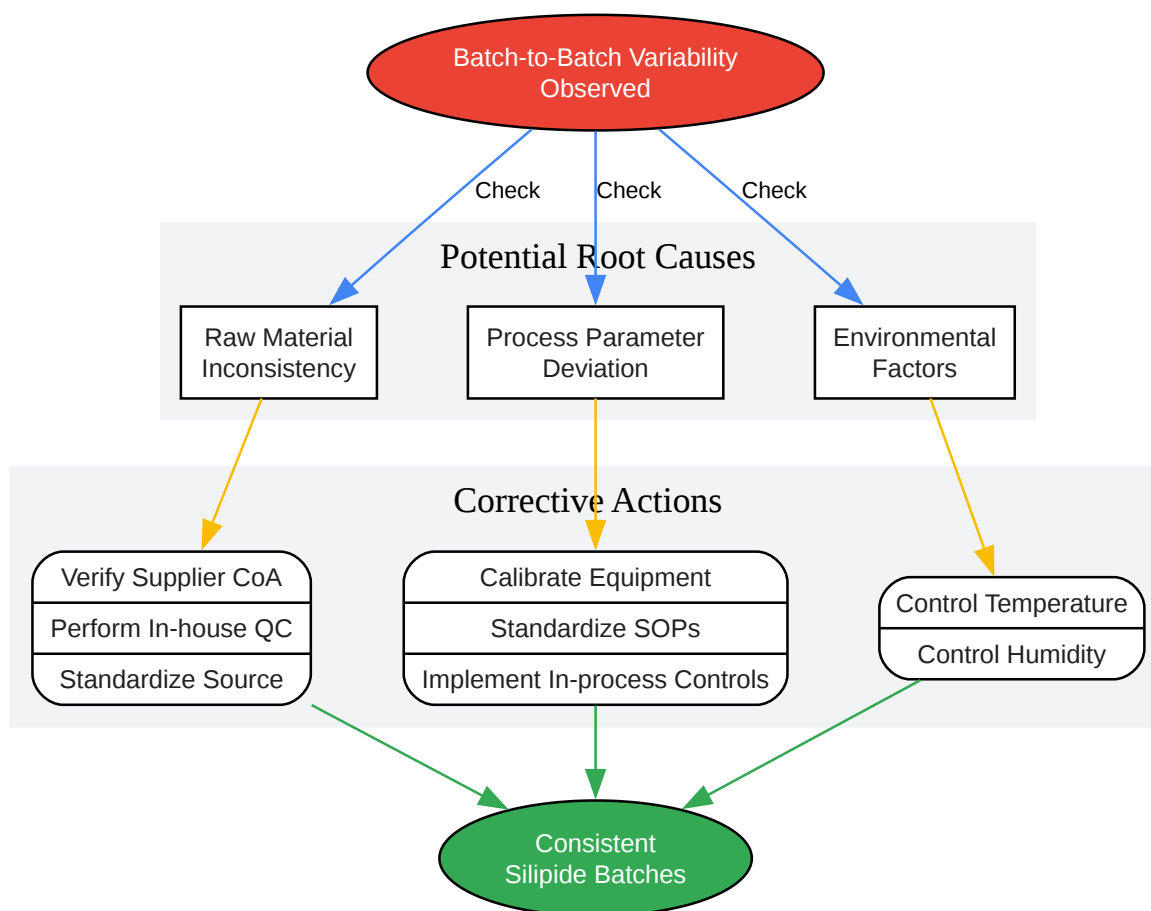 Batch-to-Batch Variability
Observed
Check
Check
Check
Potential Root Causes
Raw Material
Inconsistency
Process Parameter
Deviation
Environmental
Factors
Corrective Actions
Verify Supplier CoA
Perform In-house QC
Standardize Source
Calibrate Equipment
Standardize SOPs
Implement In-process Controls
Control Temperature
Control Humidity
Consistent
Silipide Batches